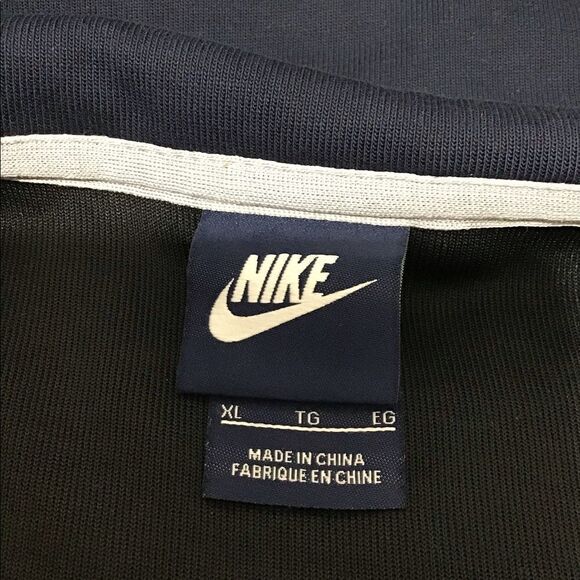 NIKE
XL TG EG
MADE IN CHINA
FABRIQUE EN CHINE